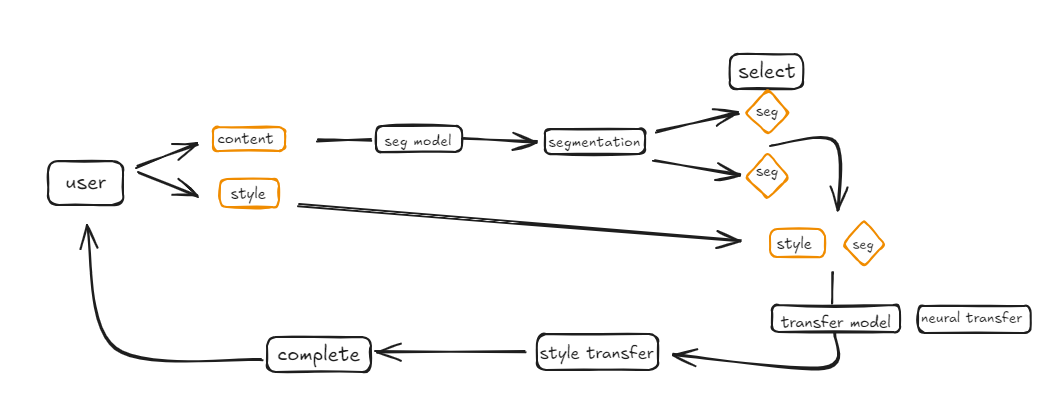 select
seg
content
seg model
segmentation
seg
user
style
style
seg
transfer model
neural transfer
complete
style transfer